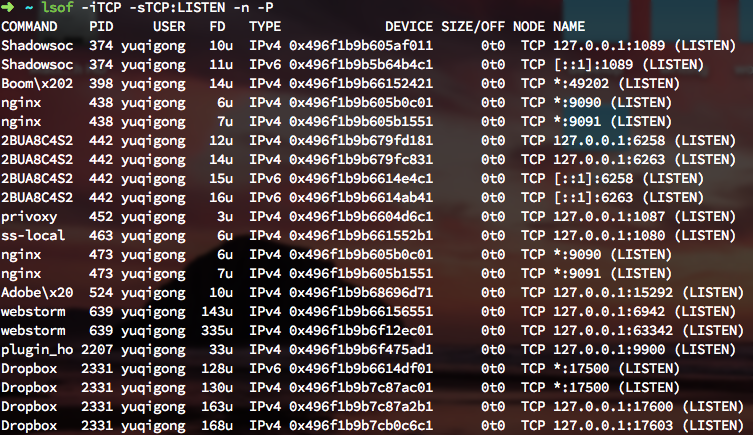 ➜ ~ lsof -iTCP -sTCP:LISTEN -n -P
COMMAND PID USER FD TYPE DEVICE SIZE/OFF NODE NAME
Shadowsoc 374 yuqigong 10u IPv4 0x496f1b9b605af011 0t0 TCP 127.0.0.1:1089 (LISTEN)
Shadowsoc 374 yuqigong 11u IPv6 0x496f1b9b5b64b4c1 0t0 TCP [::1]:1089 (LISTEN)
Boom\x202 398 yuqigong 14u IPv4 0x496f1b9b66152421 0t0 TCP *:49202 (LISTEN)
nginx 438 yuqigong 6u IPv4 0x496f1b9b605b0c01 0t0 TCP *:9090 (LISTEN)
nginx 438 yuqigong 7u IPv4 0x496f1b9b605b1551 0t0 TCP *:9091 (LISTEN)
2BUA8C4S2 442 yuqigong 12u IPv4 0x496f1b9b679fd181 0t0 TCP 127.0.0.1:6258 (LISTEN)
2BUA8C4S2 442 yuqigong 14u IPv4 0x496f1b9b679fc831 0t0 TCP 127.0.0.1:6263 (LISTEN)
2BUA8C4S2 442 yuqigong 15u IPv6 0x496f1b9b6614e4c1 0t0 TCP [::1]:6258 (LISTEN)
2BUA8C4S2 442 yuqigong 16u IPv6 0x496f1b9b6614ab41 0t0 TCP [::1]:6263 (LISTEN)
privoxy 452 yuqigong 3u IPv4 0x496f1b9b6604d6c1 0t0 TCP 127.0.0.1:1087 (LISTEN)
ss-local 463 yuqigong 6u IPv4 0x496f1b9b661552b1 0t0 TCP 127.0.0.1:1080 (LISTEN)
nginx 473 yuqigong 6u IPv4 0x496f1b9b605b0c01 0t0 TCP *:9090 (LISTEN)
nginx 473 yuqigong 7u IPv4 0x496f1b9b605b1551 0t0 TCP *:9091 (LISTEN)
Adobe\x20 524 yuqigong 10u IPv4 0x496f1b9b68696d71 0t0 TCP 127.0.0.1:15292 (LISTEN)
webstorm 639 yuqigong 143u IPv4 0x496f1b9b66156551 0t0 TCP 127.0.0.1:6942 (LISTEN)
webstorm 639 yuqigong 335u IPv4 0x496f1b9b6f12ec01 0t0 TCP 127.0.0.1:63342 (LISTEN)
plugin_ho 2207 yuqigong 33u IPv4 0x496f1b9b6f475ad1 0t0 TCP 127.0.0.1:9900 (LISTEN)
Dropbox 2331 yuqigong 128u IPv6 0x496f1b9b6614df01 0t0 TCP *:17500 (LISTEN)
Dropbox 2331 yuqigong 130u IPv4 0x496f1b9b7c87ac01 0t0 TCP *:17500 (LISTEN)
Dropbox 2331 yuqigong 163u IPv4 0x496f1b9b7c87a2b1 0t0 TCP 127.0.0.1:17600 (LISTEN)
Dropbox 2331 yuqigong 168u IPv4 0x496f1b9b7cb0c6c1 0t0 TCP 127.0.0.1:17603 (LISTEN)